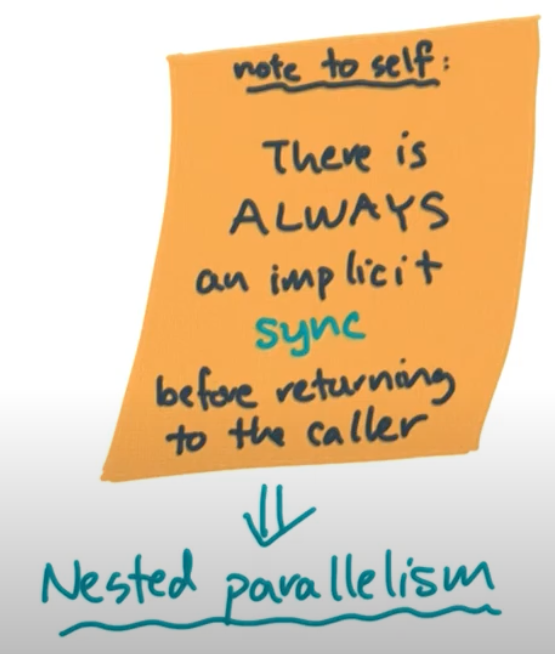 note to self:
There is
ALWAYS
an implicit
sync
before returning
to the caller
Nested parallelism